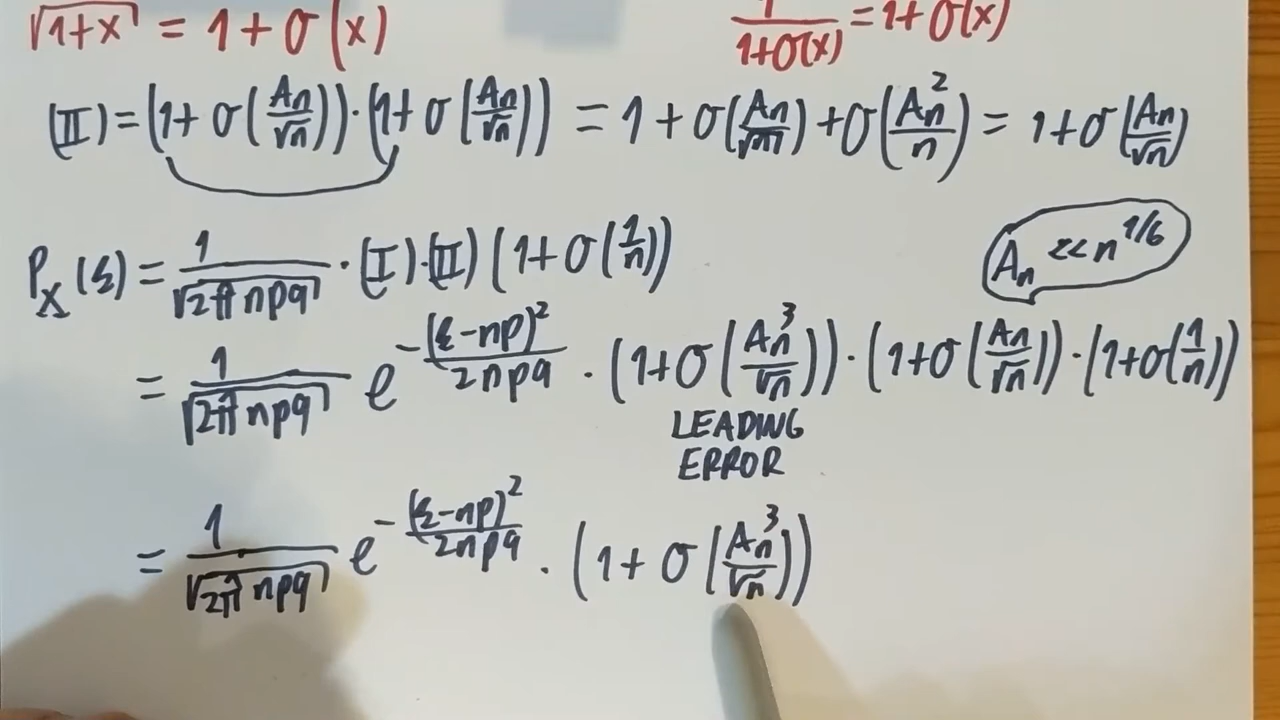 √(1+x) = 1 + σ(x)
1/(1+σ(x)) = 1 + σ(x)
(II) = (1 + σ(An/√n)) · (1 + σ(An/√n)) = 1 + σ(An/√n) + σ(An²/n) = 1 + σ(An/√n)
P_X(k) = 1/√(2π npq) · (I)·(II) (1 + σ(1/n))
An << n^1/6
= 1/√(2π npq) e^(-(k-np)²/2npq) · (1+σ(An³/√n)) · (1+σ(An/√n)) · (1+σ(1/n))
LEADING
ERROR
= 1/√(2π npq) e^(-(k-np)²/2npq) · (1 + σ(An³/√n))